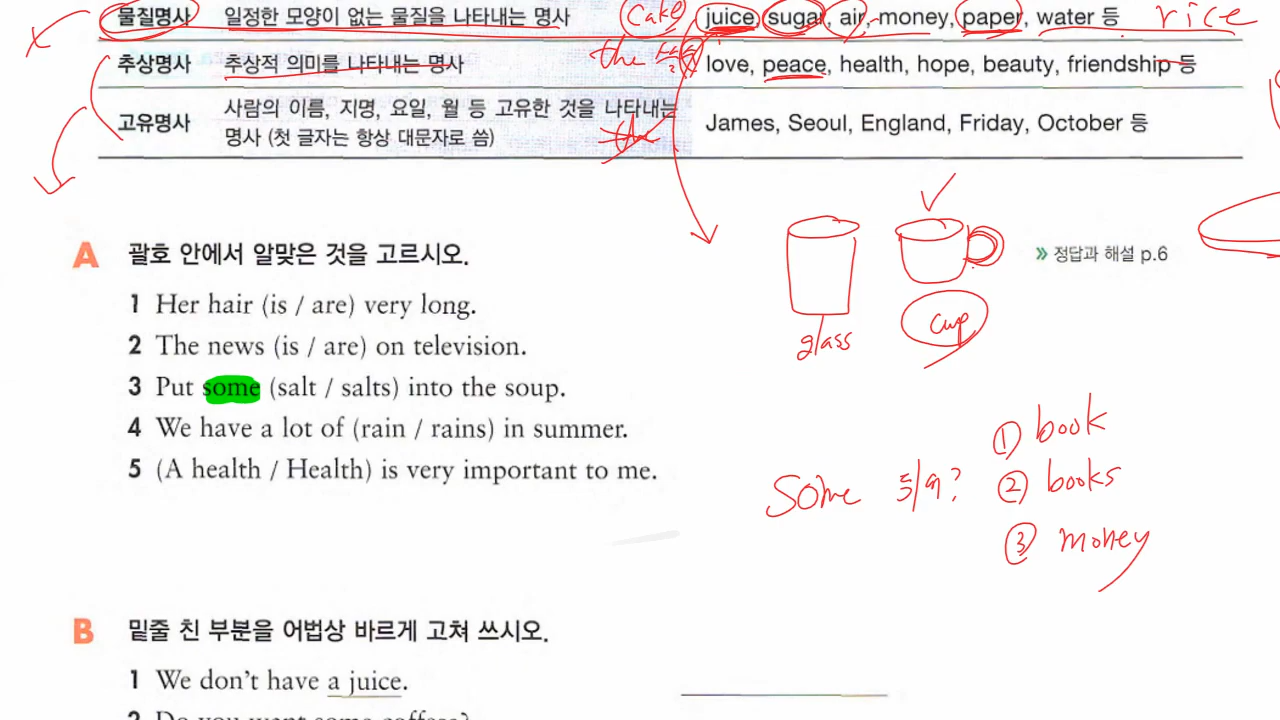 물질명사 일정한 모양이 없는 물질을 나타내는 명사 Cake juice, sugar, air, money, paper, water 등 rice
추상명사 추상적 의미를 나타내는 명사 the love, peace, health, hope, beauty, friendship 등
고유명사 사람의 이름, 지명, 요일, 월 등 고유한 것을 나타내는
명사 (첫 글자는 항상 대문자로 씀) the James, Seoul, England, Friday, October 등
A 괄호 안에서 알맞은 것을 고르시오.
» 정답과 해설 p.6
1 Her hair (is / are) very long.
2 The news (is / are) on television.
3 Put some (salt / salts) into the soup.
4 We have a lot of (rain / rains) in summer.
5 (A health / Health) is very important to me.
glass
cup
Some
① book
② books
③ money
B 밑줄 친 부분을 어법상 바르게 고쳐 쓰시오.
1 We don't have a juice.
2 Do you want some coffees?